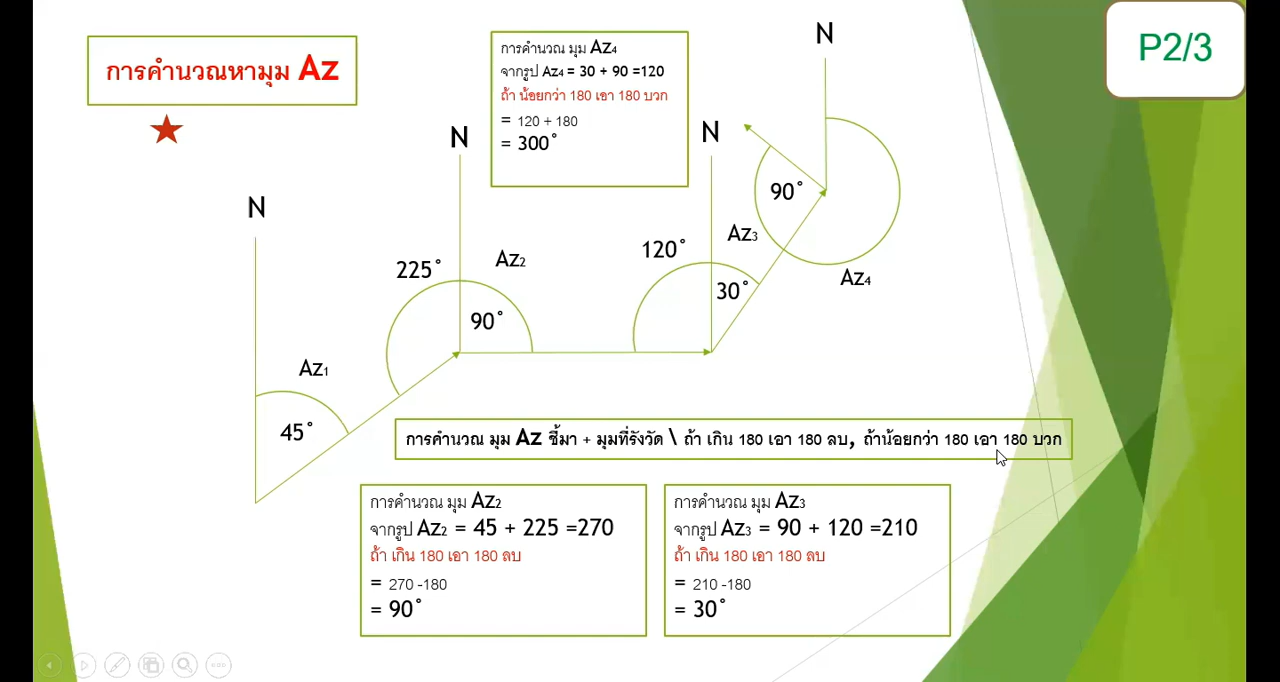 การคำนวณหามุม Az
P2/3
การคำนวณ มุม Az4
จากรูป Az4 = 30 + 90 =120
ถ้า น้อยกว่า 180 เอา 180 บวก
= 120 + 180
= 300°
N
N
N
N
90°
Az3
Az4
120°
30°
225°
Az2
90°
Az1
45°
การคำนวณ มุม Az ชี้มา + มุมที่รังวัด \ ถ้า เกิน 180 เอา 180 ลบ, ถ้าน้อยกว่า 180 เอา 180 บวก
การคำนวณ มุม Az2
จากรูป Az2 = 45 + 225 =270
ถ้า เกิน 180 เอา 180 ลบ
= 270 -180
= 90°
การคำนวณ มุม Az3
จากรูป Az3 = 90 + 120 =210
ถ้า เกิน 180 เอา 180 ลบ
= 210 -180
= 30°